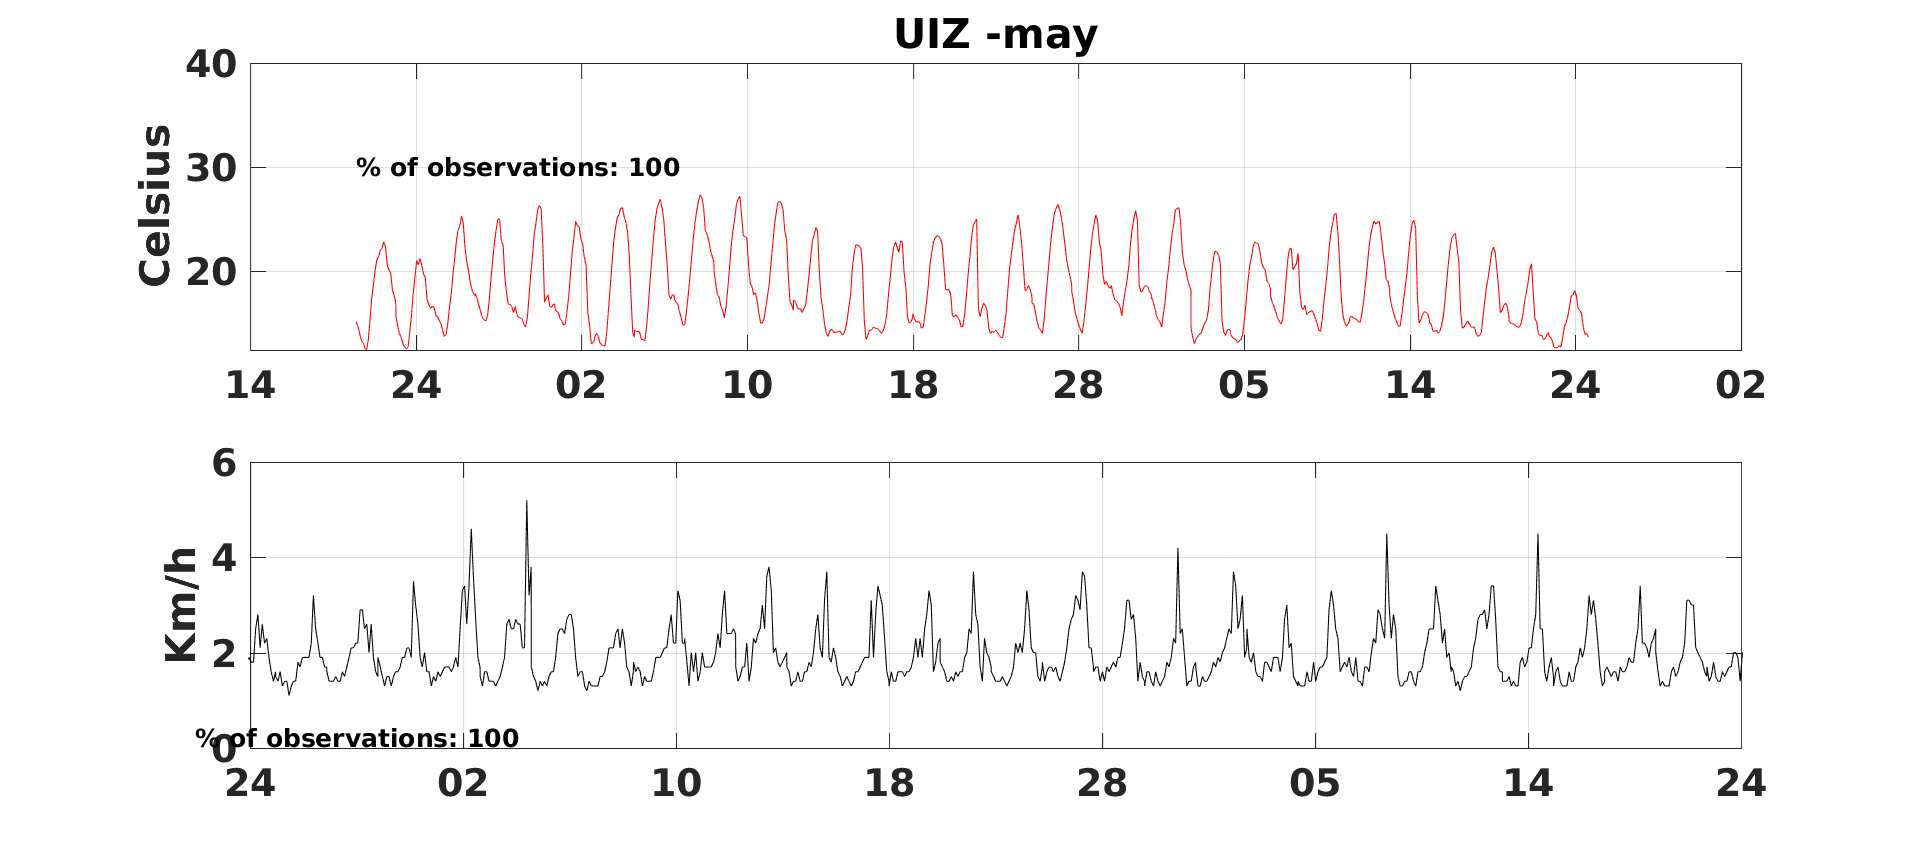 UIZ -may
40
30
20
Celsius
% of observations: 100
14 24 02 10 18 28 05 14 24 02
6
4
2
0
Km/h
% of observations: 100
24 02 10 18 28 05 14 24